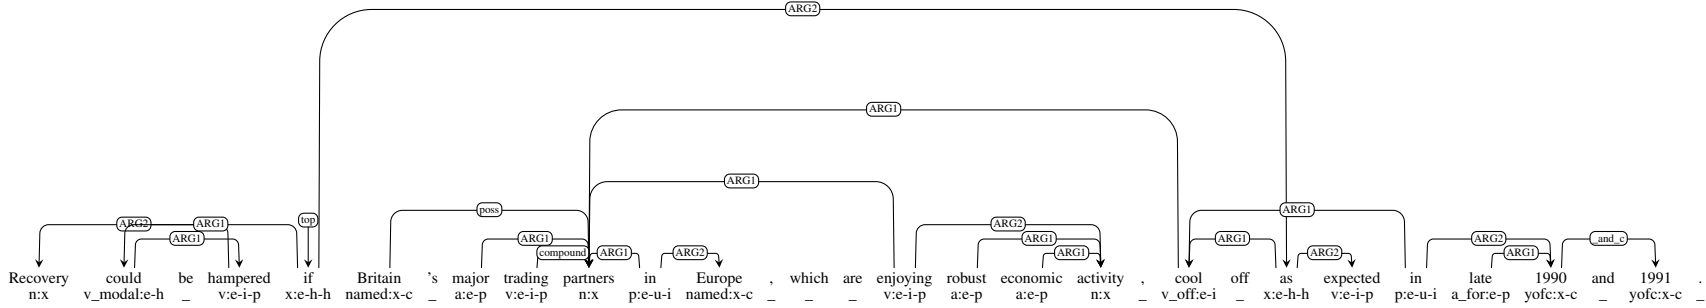 ARG2
ARG1
ARG1
poss
top
ARG2 ARG1 ARG2 ARG1 ARG1 ARG1 ARG1 ARG2 _and_c
ARG1 compound ARG1 ARG2 ARG1 ARG2 ARG1
Recovery could be hampered if Britain 's major trading partners in Europe , which are enjoying robust economic activity , cool off as expected in late 1990 and 1991
n:x v_modal:e-h _ v:e-i-p x:e-h-h named:x-c _ a:e-p v:e-i-p n:x p:e-u-i named:x-c _ _ _ v:e-i-p a:e-p a:e-p n:x _ v_off:e-i _ x:e-h-h v:e-i-p p:e-u-i a_for:e-p yofc:x-c _ yofc:x-c _